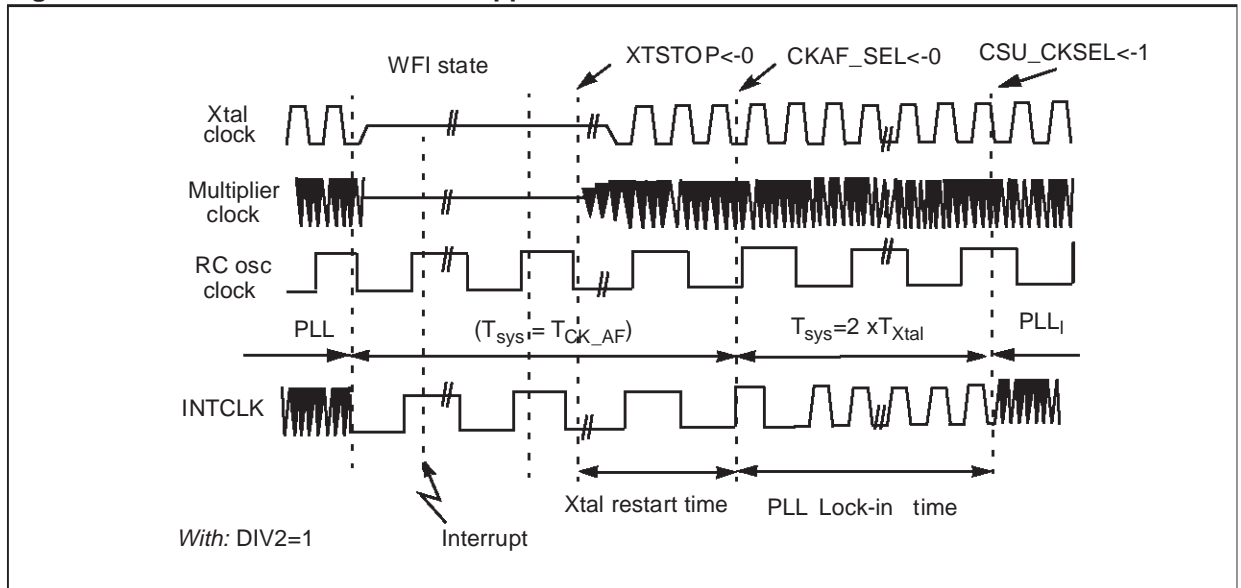 WFI state
XTSTOP<-0
CKAF_SEL<-0
CSU_CKSEL<-1
Xtal
clock
Multiplier
clock
RC osc
clock
PLL
(Tsys = TCK_AF)
Tsys=2 xTXtal
PLLI
INTCLK
Xtal restart time
PLL Lock-in time
With: DIV2=1
Interrupt